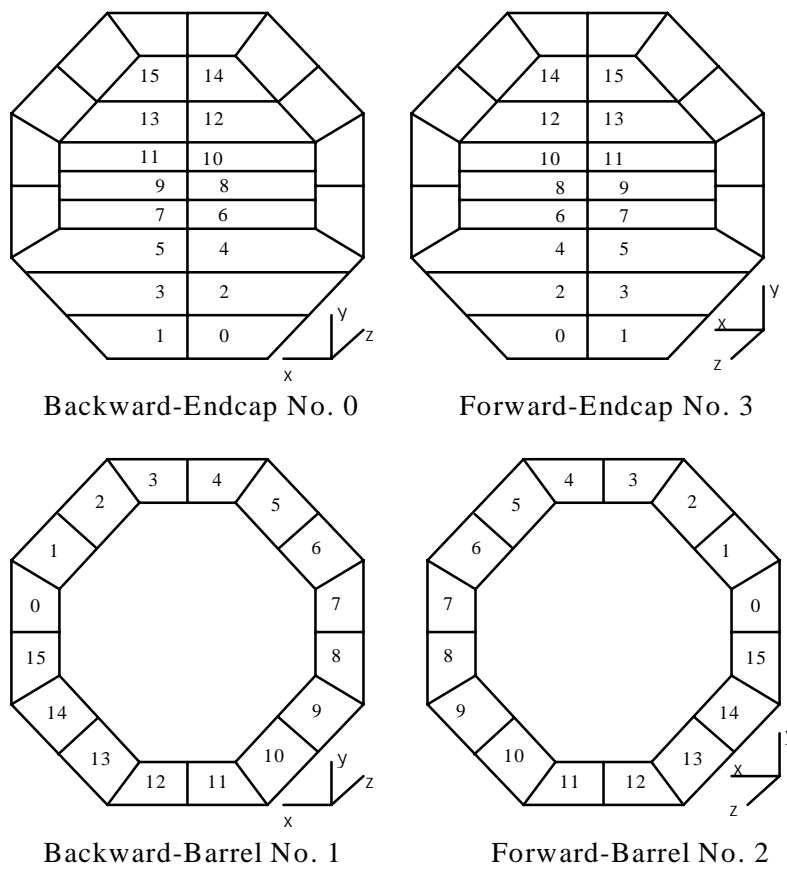 15 14 14 15
13 12 12 13
11 10 10 11
9 8 8 9
7 6 6 7
5 4 4 5
3 2 2 3
1 0 0 1
y
z
x
y
x
z
Backward-Endcap No. 0
Forward-Endcap No. 3
3 4
2 5
1 6
0 7
15 8
14 9
13 10
12 11
y
z
x
4 3
5 2
6 1
7 0
8 15
9 14
10 13
11 12
y
x
z
Backward-Barrel No. 1
Forward-Barrel No. 2